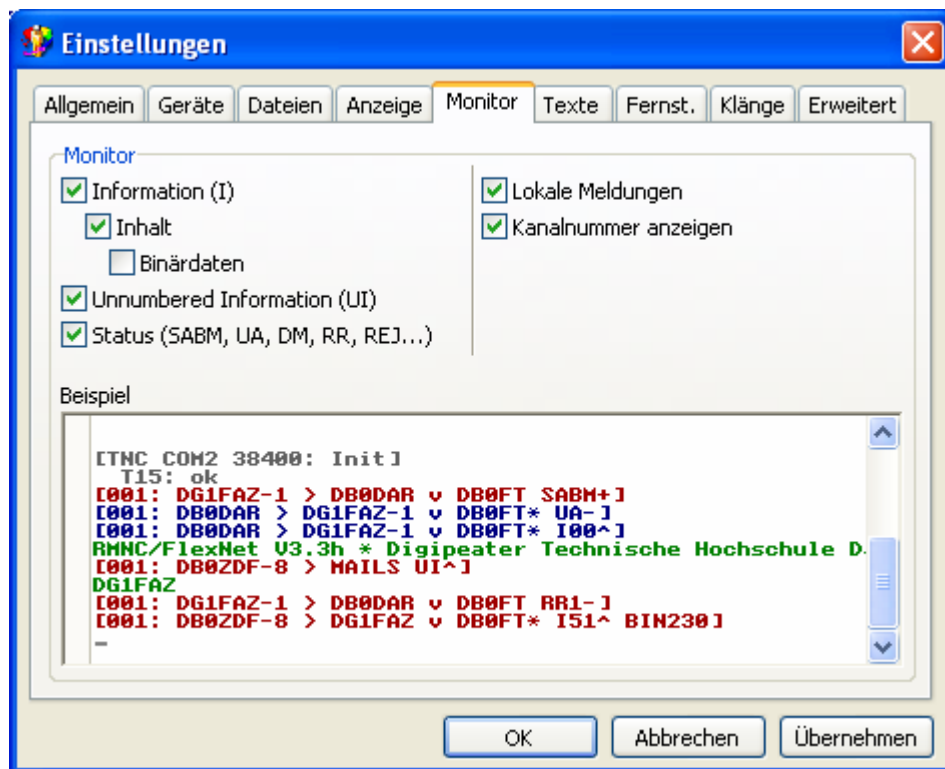 Einstellungen
Allgemein Geräte Dateien Anzeige Monitor Texte Fernst. Klänge Erweitert
Monitor
Information (I)
Inhalt
Binärdaten
Unnumbered Information (UI)
Status (SABM, UA, DM, RR, REJ...)
Lokale Meldungen
Kanalnummer anzeigen
Beispiel
[TNC COM2 38400: Init]
T15: ok
[001: DG1FAZ-1 > DB0DAR v DB0FT SABM+]
[001: DB0DAR > DG1FAZ-1 v DB0FT* UA-]
[001: DB0DAR > DG1FAZ-1 v DB0FT* I00^]
RMNC/FlexNet V3.3h * Digipeater Technische Hochschule
[001: DB0ZDF-8 > MAILS UI^]
DG1FAZ
[001: DG1FAZ-1 > DB0DAR v DB0FT RR1-]
[001: DB0ZDF-8 > DG1FAZ v DB0FT* I51^ BIN230]
OK Abbrechen Übernehmen